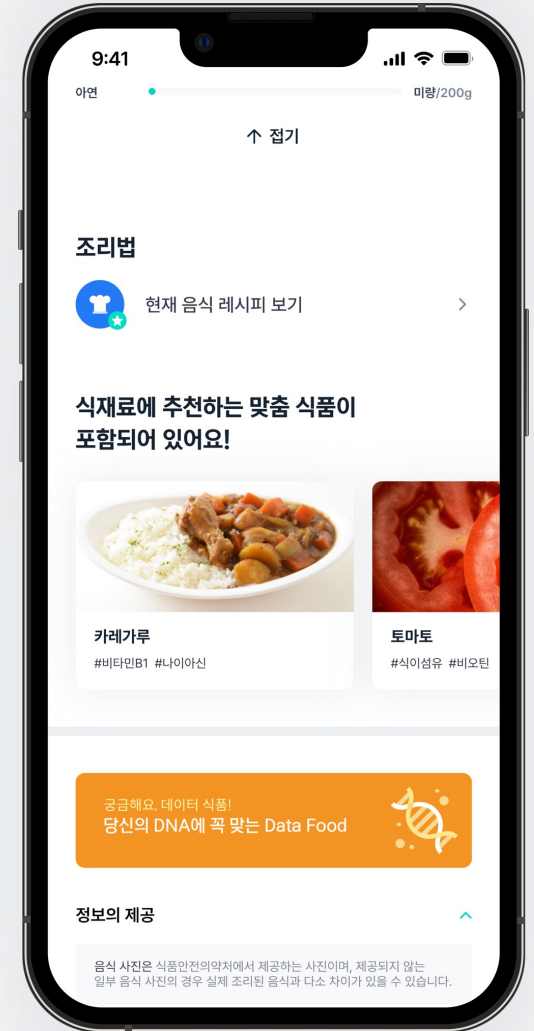 9:41
아연 미량/200g
↑ 접기
조리법
현재 음식 레시피 보기
식재료에 추천하는 맞춤 식품이
포함되어 있어요!
카레가루
#비타민B1 #나이아신
토마토
#식이섬유 #비오틴
궁금해요, 데이터 식품!
당신의 DNA에 꼭 맞는 Data Food
정보의 제공
음식 사진은 식품안전의약처에서 제공하는 사진이며, 제공되지 않는
일부 음식 사진의 경우 실제 조리된 음식과 다소 차이가 있을 수 있습니다.